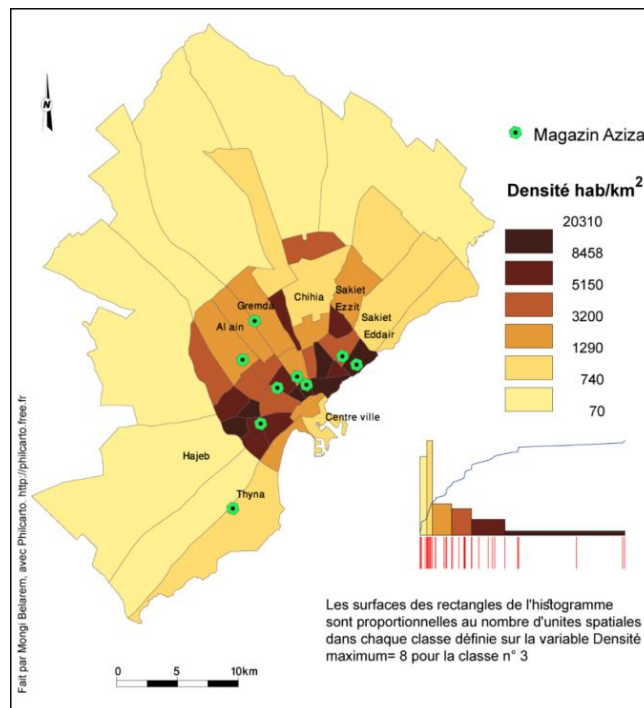 N
Magazin Aziza
Densité hab/km2
20310
8458
5150
3200
1290
740
70
Chihia
Sakiet
Ezzit
Gremda
Sakiet
Eddair
Al ain
Centre ville
Hajeb
Thyna
Les surfaces des rectangles de l'histogramme
sont proportionnelles au nombre d'unites spatiales
dans chaque classe définie sur la variable Densité
maximum= 8 pour la classe n° 3
0 5 10km
Fait par Mongi Belarem, avec Philcarto. http://philcarto.free.fr